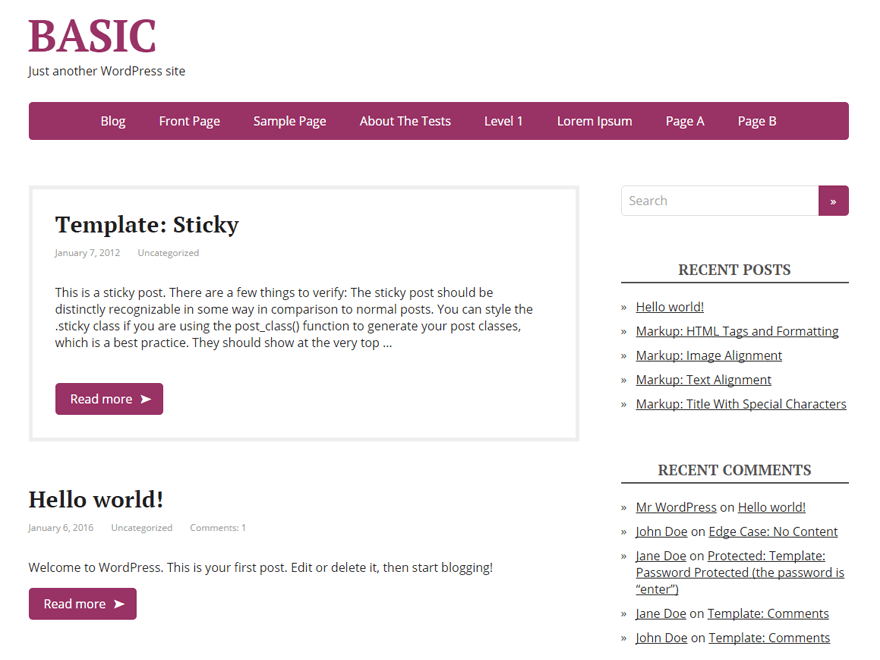 BASIC
Just another WordPress site
Blog Front Page Sample Page About The Tests Level 1 Lorem Ipsum Page A Page B
Template: Sticky
January 7, 2012 Uncategorized
This is a sticky post. There are a few things to verify: The sticky post should be
distinctly recognizable in some way in comparison to normal posts. You can style the
.sticky class if you are using the post_class() function to generate your post classes,
which is a best practice. They should show at the very top ...
Read more ➤
Hello world!
January 6, 2016 Uncategorized Comments: 1
Welcome to WordPress. This is your first post. Edit or delete it, then start blogging!
Read more ➤
Search »
RECENT POSTS
» Hello world!
» Markup: HTML Tags and Formatting
» Markup: Image Alignment
» Markup: Text Alignment
» Markup: Title With Special Characters
RECENT COMMENTS
» Mr WordPress on Hello world!
» John Doe on Edge Case: No Content
» Jane Doe on Protected: Template:
Password Protected (the password is
“enter”)
» Jane Doe on Template: Comments
» John Doe on Template: Comments